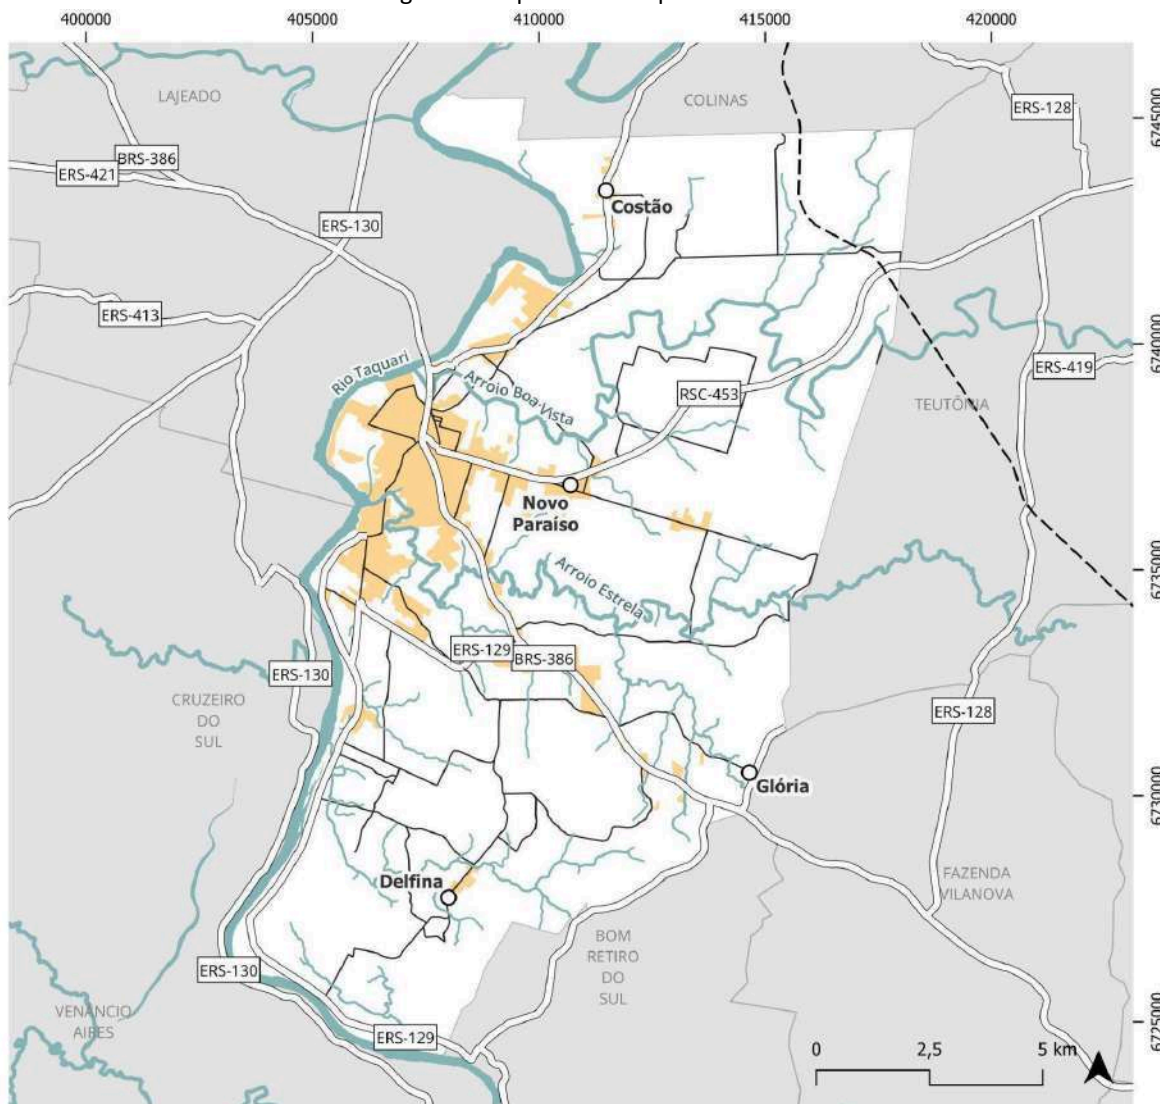 400000
405000
410000
415000
420000
LAJEADO
COLINAS
ERS-128
6745000
BRS-386
ERS-421
Costão
ERS-130
ERS-413
6740000
Rio Taquari
ERS-419
Arroio Boa Vista
RSC-453
TEUTÔNIA
Novo
Paraíso
6735000
Arroio Estrela
ERS-129
BRS-386
ERS-130
CRUZEIRO
DO
SUL
ERS-128
Glória
6730000
Delfina
FAZENDA
VILANOVA
BOM
RETIRO
DO
SUL
ERS-130
VENÂNCIO
AIRES
ERS-129
6725000
0
2,5
5 km